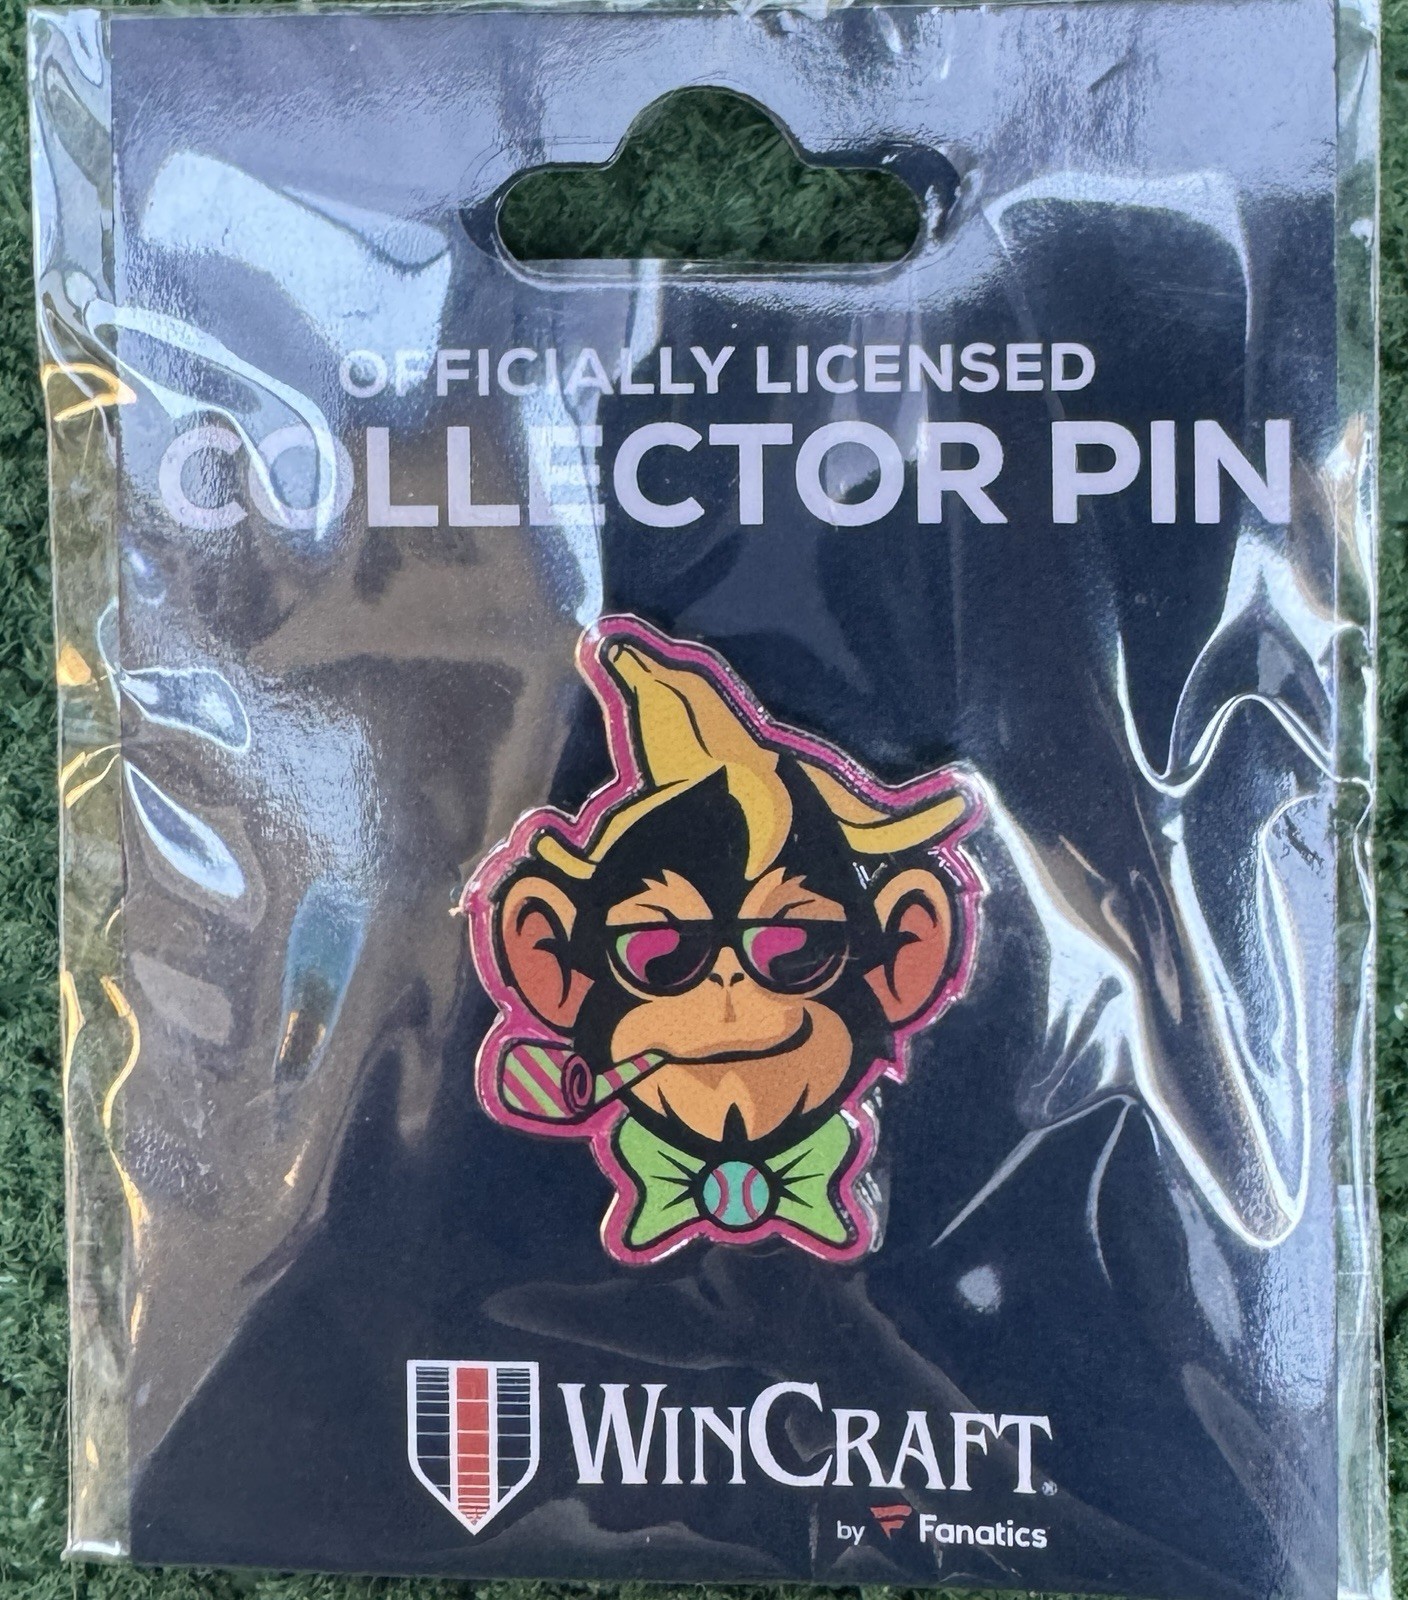 OFFICIALLY LICENSED
COLLECTOR PIN
WINCRAFT®
by Fanatics